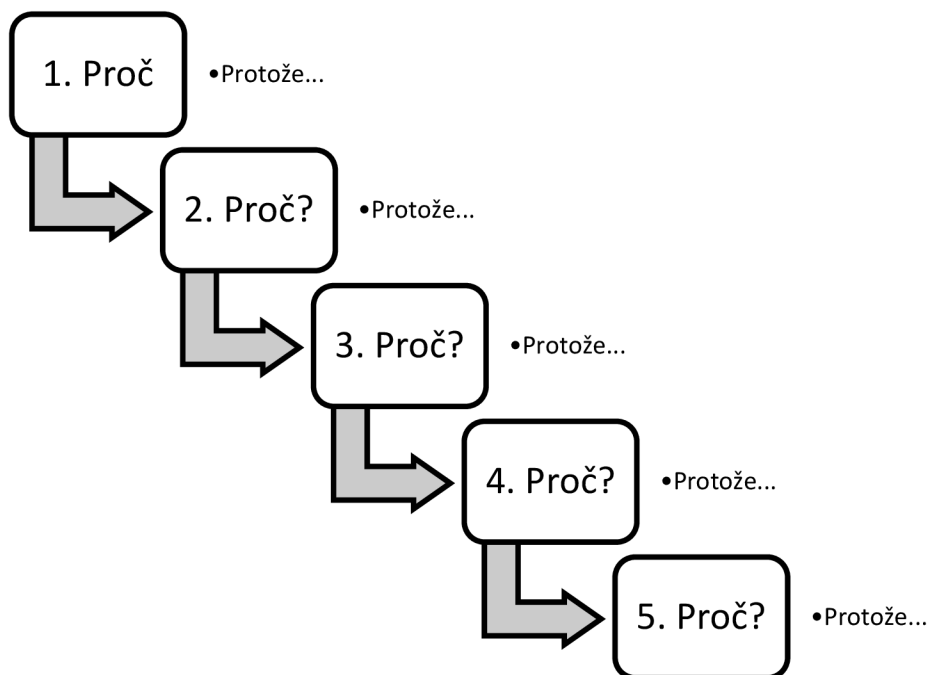 1. Proč
•Protože...
2. Proč?
•Protože...
3. Proč?
•Protože...
4. Proč?
•Protože...
5. Proč?
•Protože...